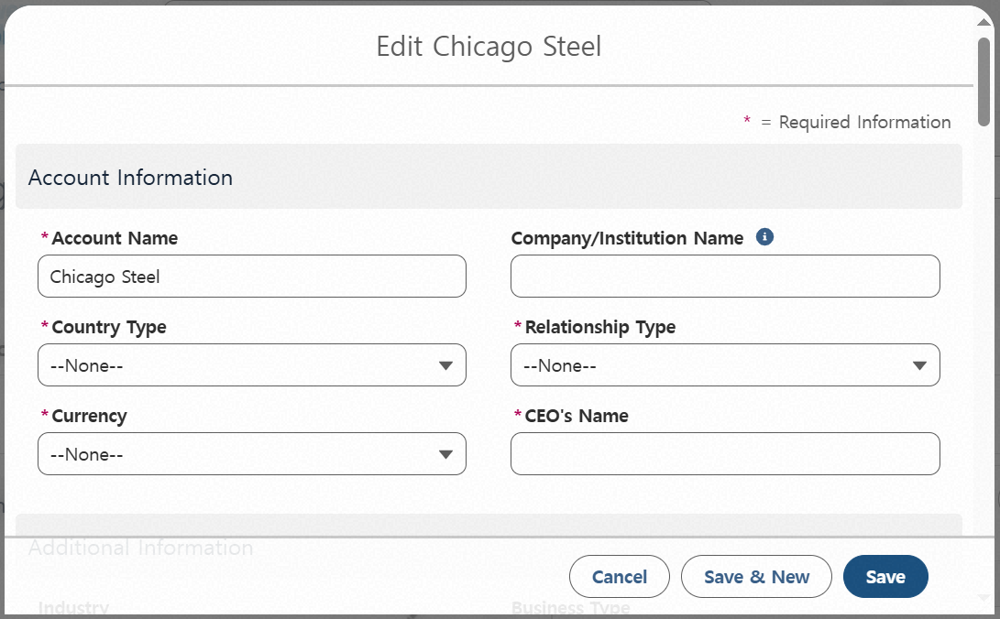 Edit Chicago Steel
* = Required Information
Account Information
*Account Name
Company/Institution Name
Chicago Steel
*Country Type
*Relationship Type
--None--
--None--
*Currency
*CEO's Name
--None--
Additional Information
Cancel
Save & New
Save
Industry
Business Type